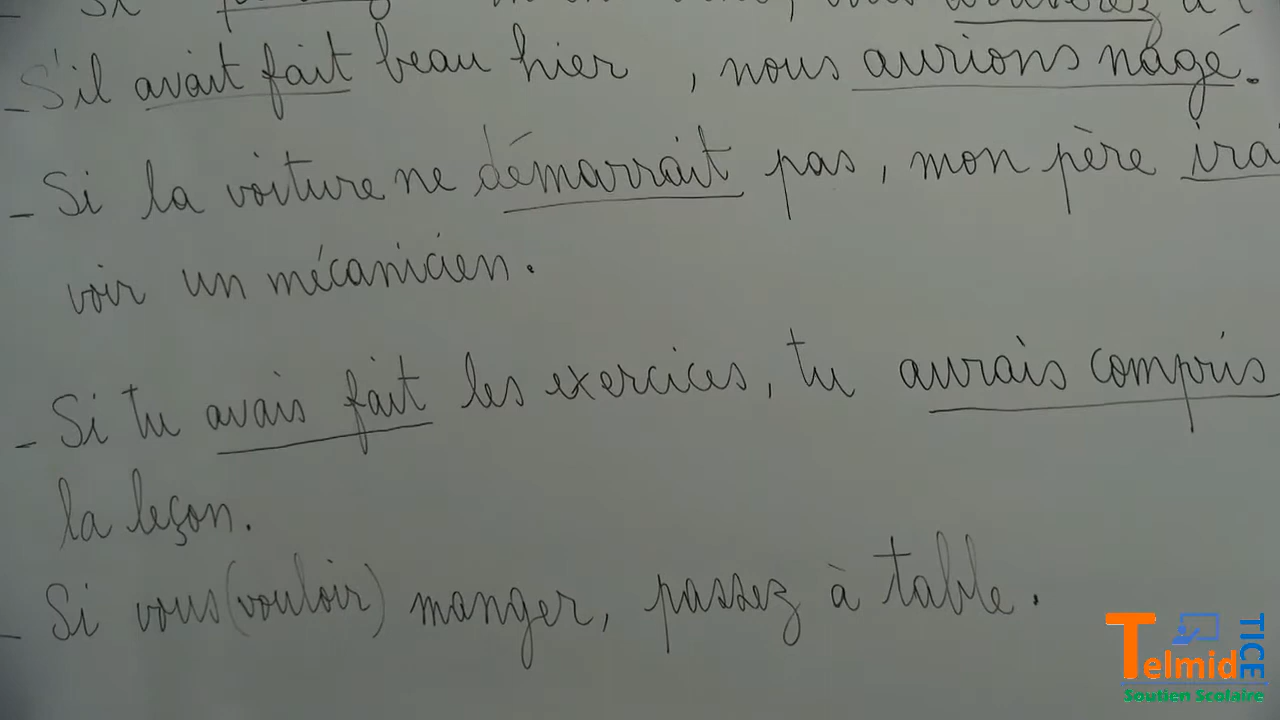 - Si
- S'il avait fait beau hier , nous aurions nagé.
- Si la voiture ne démarrait pas, mon père irai
voir un mécanicien.
- Si tu avais fait les exercices, tu aurais compris
la leçon.
- Si vous (vouloir) manger, passez à table.
Telmid TICE
Soutien Scolaire